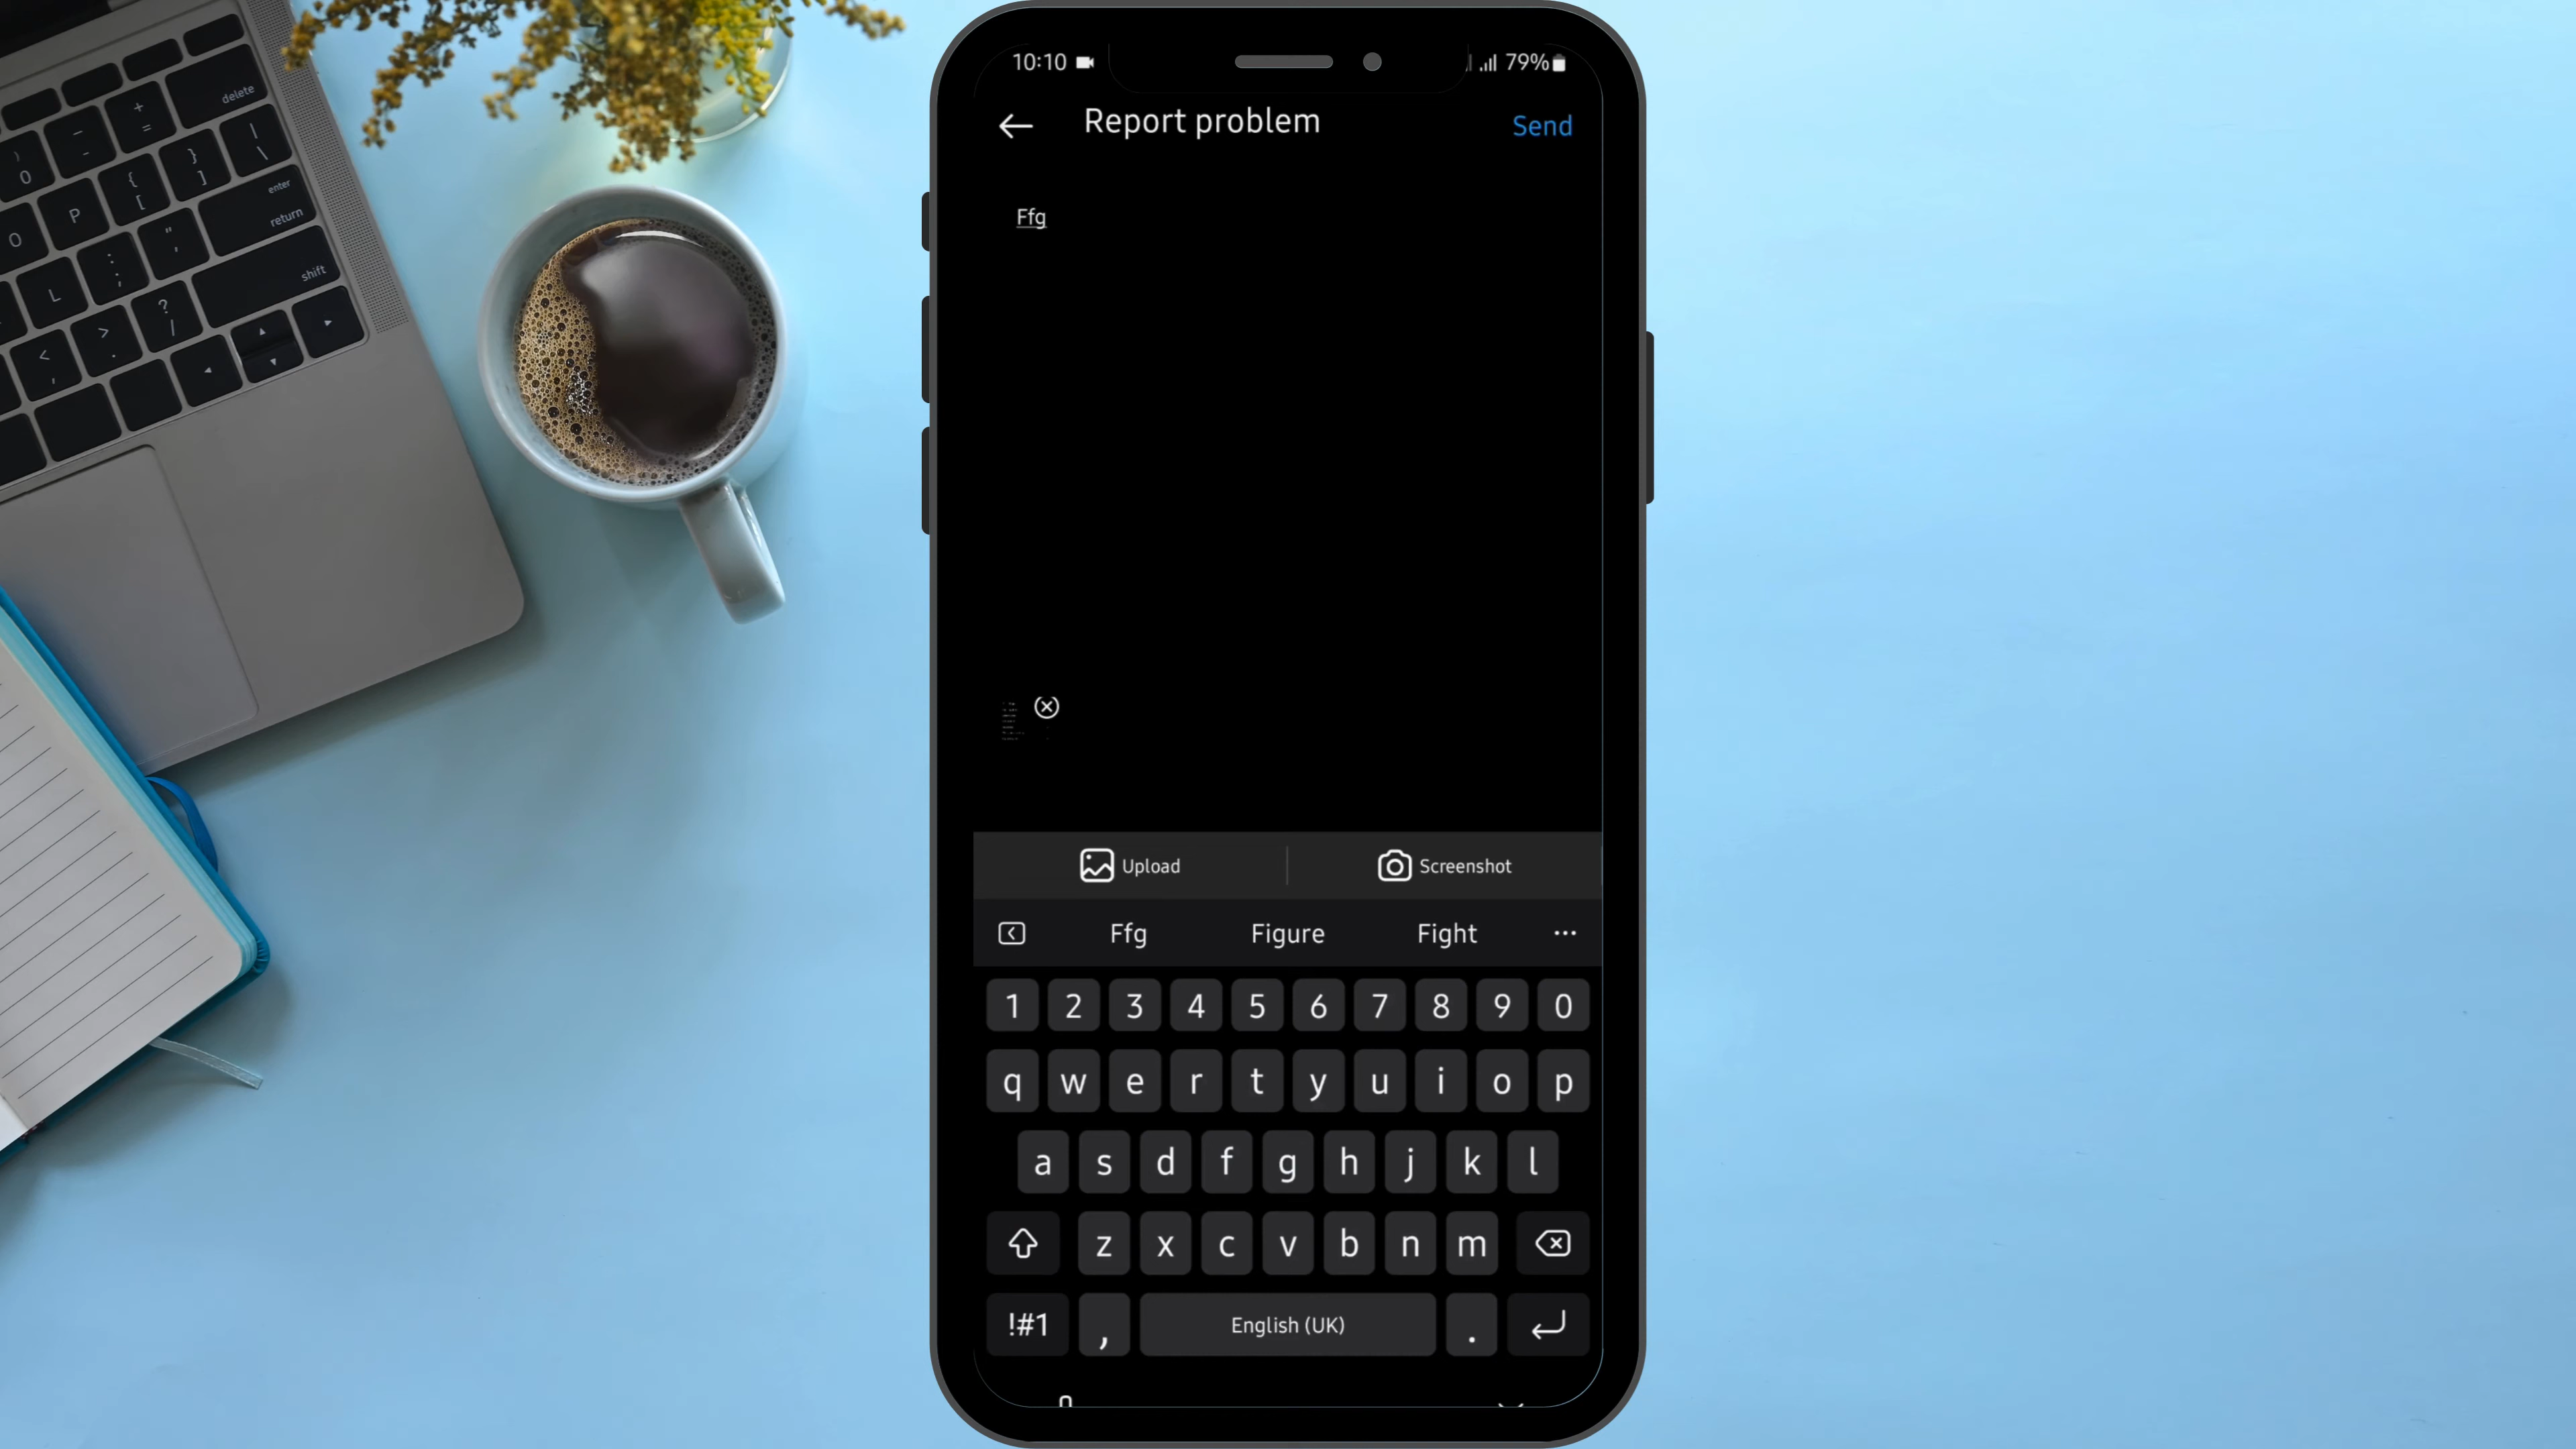 10:10
79%
Report problem
Send
Ffg
Upload
Screenshot
Ffg
Figure
Fight
1 2 3 4 5 6 7 8 9 0
q w e r t y u i o p
a s d f g h j k l
z x c v b n m
!#1 , English (UK) .
delete
+ =
- _
) 0
} ]
| \
{ [
P
enter
return
O
" '
: ;
L
shift
? /
> .
< ,